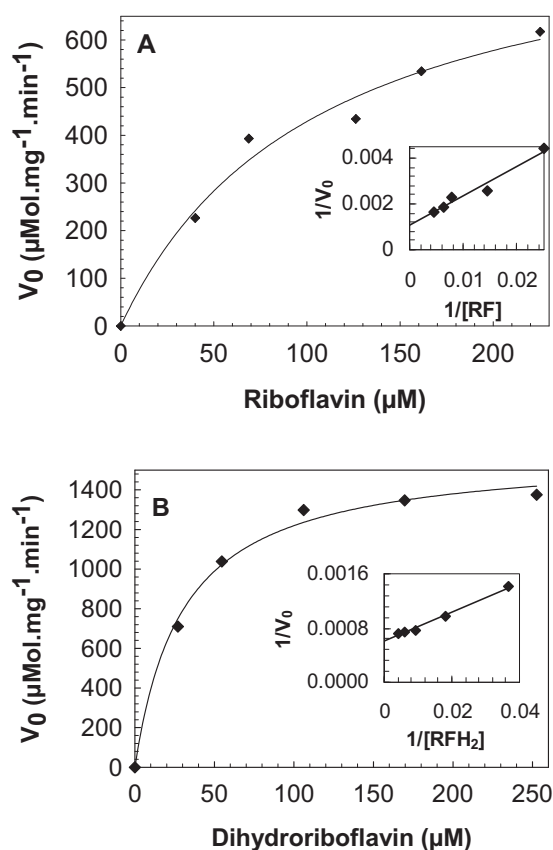 A
V0 (µMol.mg-1.min-1)
600
500
400
300
200
100
0
0 50 100 150 200
Riboflavin (µM)
1/V0
0.004
0.002
0
0 0.01 0.02
1/[RF]
B
V0 (µMol.mg-1.min-1)
1400
1200
1000
800
600
400
200
0
0 50 100 150 200 250
Dihydroriboflavin (µM)
1/V0
0.0016
0.0008
0.0000
0 0.02 0.04
1/[RFH2]